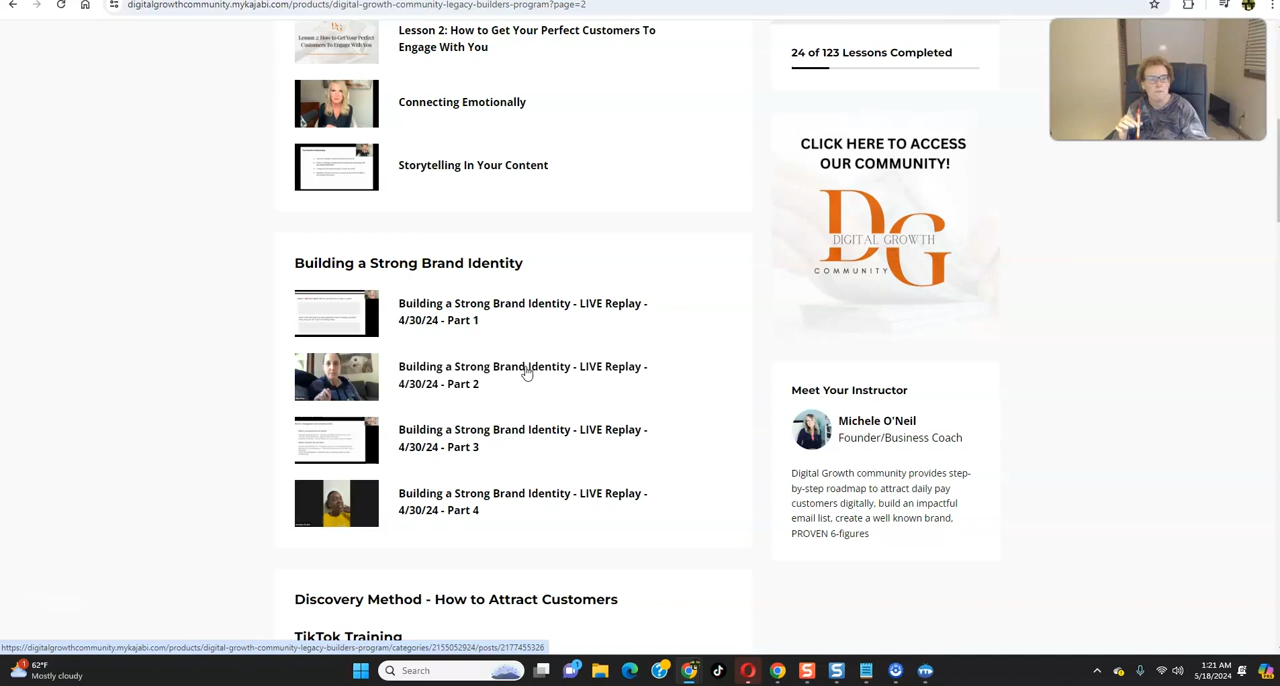 digitalgrowthcommunity.mykajabi.com/products/digital-growth-community-legacy-builders-program?page=2
Lesson 2: How to Get Your Perfect Customers To
Engage With You
Connecting Emotionally
Storytelling In Your Content
Building a Strong Brand Identity
Building a Strong Brand Identity - LIVE Replay -
4/30/24 - Part 1
Building a Strong Brand Identity - LIVE Replay -
4/30/24 - Part 2
Building a Strong Brand Identity - LIVE Replay -
4/30/24 - Part 3
Building a Strong Brand Identity - LIVE Replay -
4/30/24 - Part 4
Discovery Method - How to Attract Customers
TikTok Training
24 of 123 Lessons Completed
CLICK HERE TO ACCESS
OUR COMMUNITY!
DG
DIGITAL GROWTH
COMMUNITY
Meet Your Instructor
Michele O'Neil
Founder/Business Coach
Digital Growth community provides step-
by-step roadmap to attract daily pay
customers digitally, build an impactful
email list, create a well known brand,
PROVEN 6-figures
https://digitalgrowthcommunity.mykajabi.com/products/digital-growth-community-legacy-builders-program/categories/2155052924/posts/2177455326
62°F
Mostly cloudy
Search
1:21 AM
5/18/2024